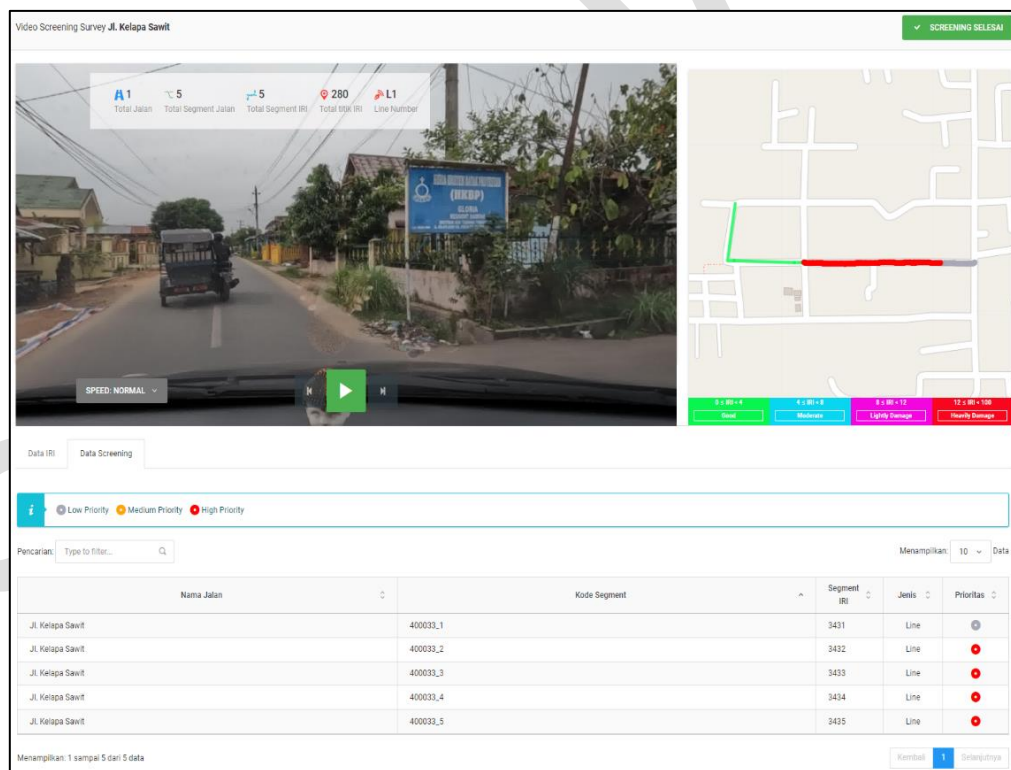 Video Screening Survey Jl. Kelapa Sawit
SCREENING SELESAI
1
Total Jalan
5
Total Segment Jalan
5
Total Segment IRI
280
Total titik IRI
L1
Line Number
(HKBP)
GLORIA
SPEED: NORMAL
0 ≤ IRI < 4
Good
4 ≤ IRI < 8
Moderate
8 ≤ IRI < 12
Lightly Damage
12 ≤ IRI < 100
Heavily Damage
Data IRI
Data Screening
i
Low Priority Medium Priority High Priority
Pencarian: Type to filter...
Menampilkan: 10 Data
Nama Jalan Kode Segment Segment IRI Jenis Prioritas
Jl. Kelapa Sawit 400033_1 3431 Line
Jl. Kelapa Sawit 400033_2 3432 Line
Jl. Kelapa Sawit 400033_3 3433 Line
Jl. Kelapa Sawit 400033_4 3434 Line
Jl. Kelapa Sawit 400033_5 3435 Line
Menampilkan: 1 sampai 5 dari 5 data
Kembali 1 Selanjutnya